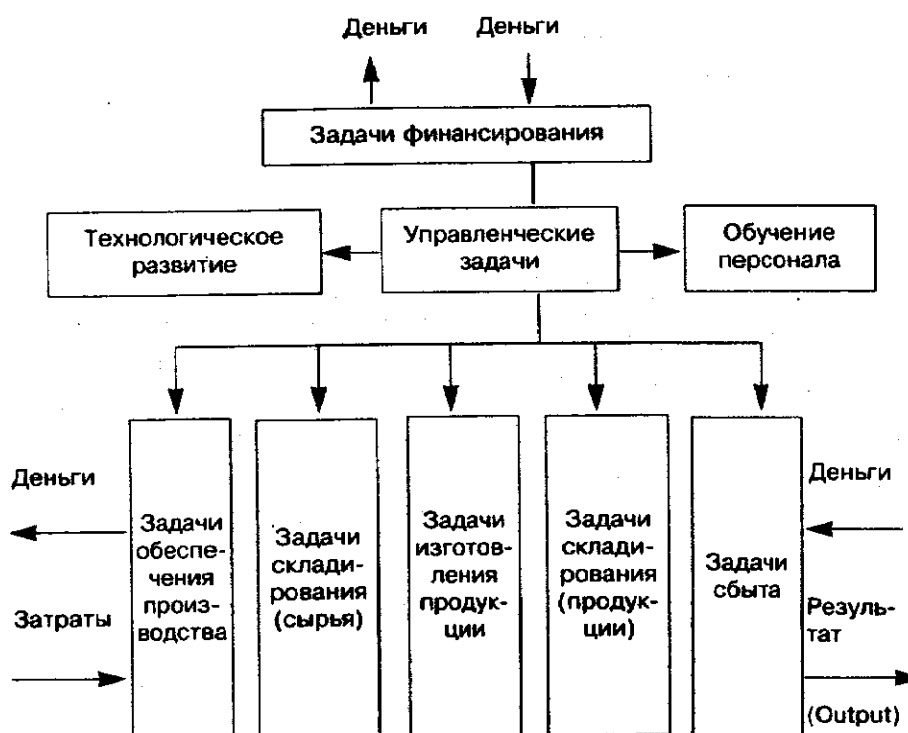 Деньги
Деньги
Задачи финансирования
Технологическое
развитие
Управленческие
задачи
Обучение
персонала
Деньги
Затраты
Задачи
обеспе-
чения
произ-
водства
Задачи
склади-
рования
(сырья)
Задачи
изготов-
ления
продук-
ции
Задачи
склади-
рования
(продук-
ции)
Задачи
сбыта
Деньги
Резуль-
тат
(Output)